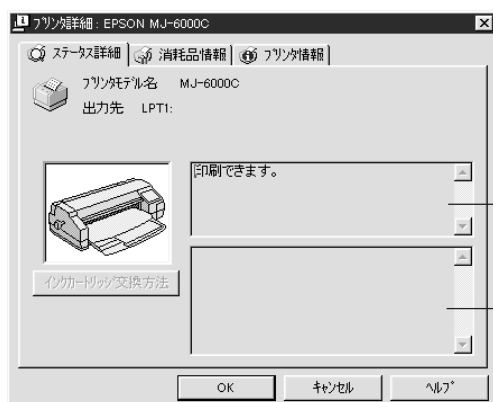 ﾌﾟﾘﾝﾀ詳細 : EPSON MJ-6000C
ｽﾃｰﾀｽ詳細 消耗品情報 ﾌﾟﾘﾝﾀ情報
ﾌﾟﾘﾝﾀﾓﾃﾞﾙ名 MJ-6000C
出力先 LPT1:
印刷できます。
ｲﾝｸｶｰﾄﾘｯｼﾞ交換方法
OK ｷｬﾝｾﾙ ﾍﾙﾌﾟ